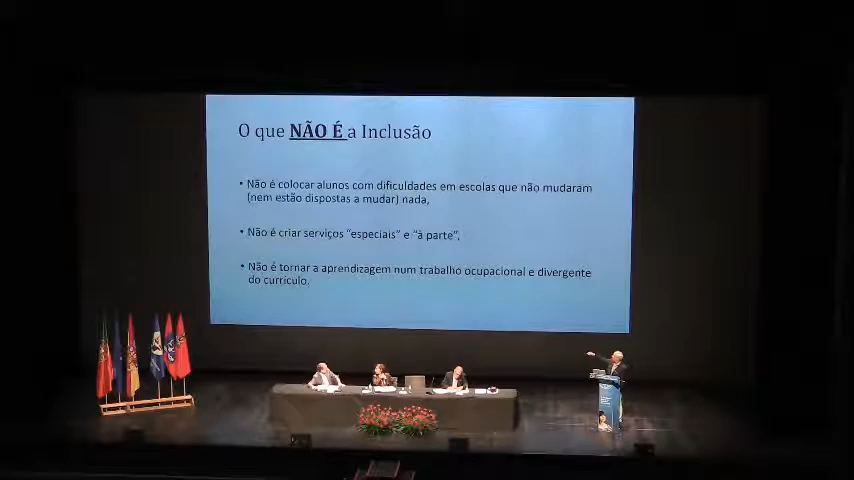 O que NÃO É a Inclusão
• Não é colocar alunos com dificuldades em escolas que não mudaram
(nem estão dispostas a mudar) nada,
• Não é criar serviços “especiais” e “à parte”,
• Não é tornar a aprendizagem num trabalho ocupacional e divergente
do currículo.